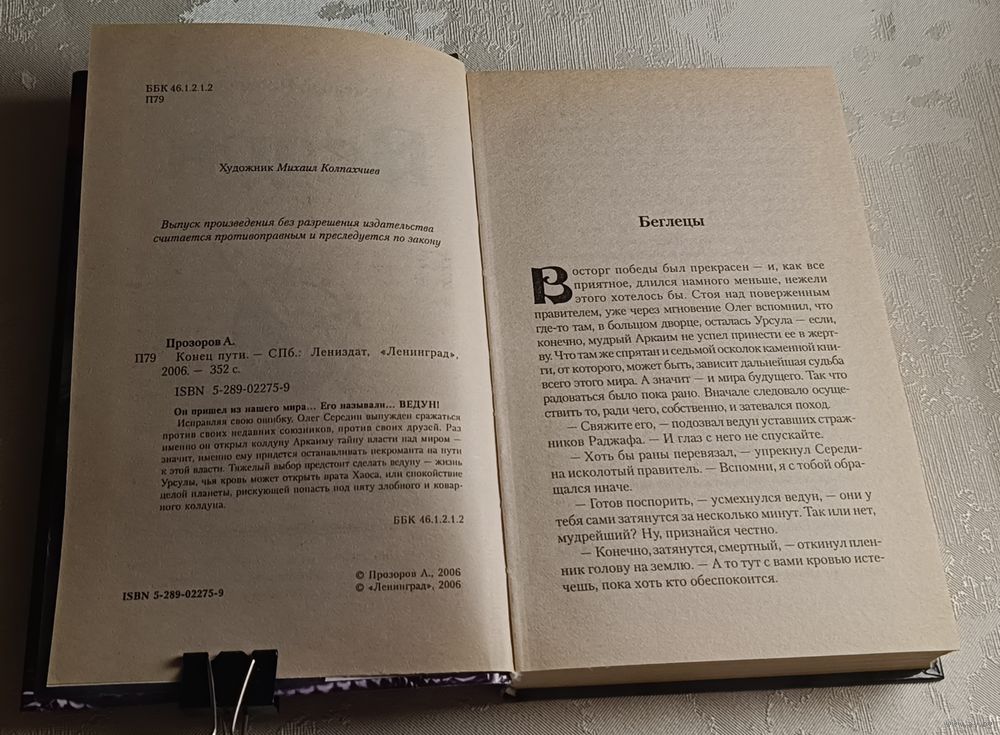 ББК 46.1.2.1.2
П79
Художник Михаил Колпахчиев
Выпуск произведения без разрешения издательства
считается противоправным и преследуется по закону
Прозоров А.
П79 Конец пути. — СПб.: Лениздат, «Ленинград»,
2006. — 352 с.
ISBN 5-289-02275-9
Он пришел из нашего мира... Его называли... ВЕДУН!
Исправляя свою ошибку, Олег Середин вынужден сражаться
против своих недавних союзников, против своих друзей. Раз
именно он открыл колдуну Аркаиму тайну власти над миром —
значит, именно ему придется останавливать некроманта на пути
к этой власти. Тяжелый выбор предстоит сделать ведуну — жизнь
Урсулы, чья кровь может открыть врата Хаоса, или спокойствие
целой планеты, рискующей попасть под пяту злобного и ковар-
ного колдуна.
ББК 46.1.2.1.2
© Прозоров А., 2006
© «Ленинград», 2006
ISBN 5-289-02275-9
Беглецы
Восторг победы был прекрасен — и, как все
приятное, длился намного меньше, нежели
этого хотелось бы. Стоя над поверженным
правителем, уже через мгновение Олег вспомнил, что
где-то там, в большом дворце, осталась Урсула — если,
конечно, мудрый Аркаим не успел принести ее в жерт-
ву. Что там же спрятан и седьмой осколок каменной кни-
ги, от которого, может быть, зависит дальнейшая судьба
всего этого мира. А значит — и мира будущего. Так что
радоваться было пока рано. Вначале следовало осуще-
ствить то, ради чего, собственно, и затевался поход.
— Свяжите его, — подозвал ведун уставших страж-
ников Раджафа. — И глаз с него не спускайте.
— Хоть бы раны перевязал, — упрекнул Середи-
на исколотый правитель. — Вспомни, я с тобой обра-
щался иначе.
— Готов поспорить, — усмехнулся ведун, — они у
тебя сами затянутся за несколько минут. Так или нет,
мудрейший? Ну, признайся честно.
— Конечно, затянутся, смертный, — откинул плен-
ник голову на землю. — А то тут с вами кровью исте-
чешь, пока хоть кто обеспокоится.